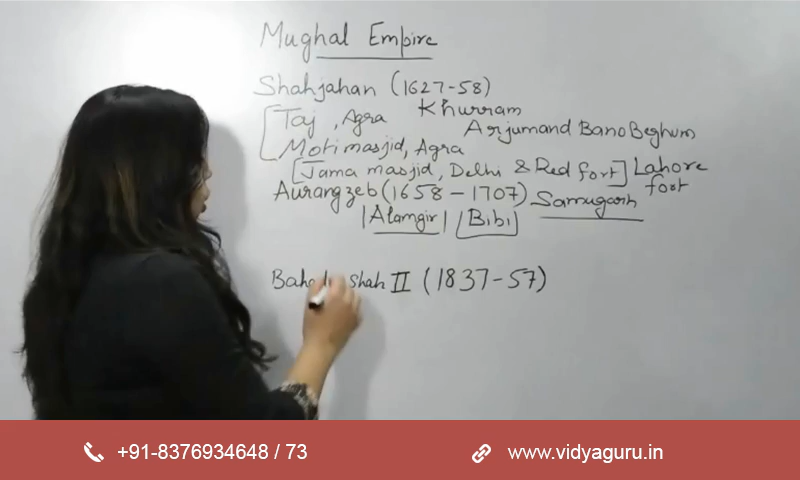 Mughal Empire
Shahjahan (1627-58)
Khurram
Taj, Agra
Arjumand Bano Beghum
Moti masjid, Agra
[Jama masjid, Delhi & Red fort] Lahore fort
Aurangzeb (1658 - 1707) Samugarh
|Alamgir| |Bibi|
Shah II (1837-57)
+91-8376934648 / 73
www.vidyaguru.in